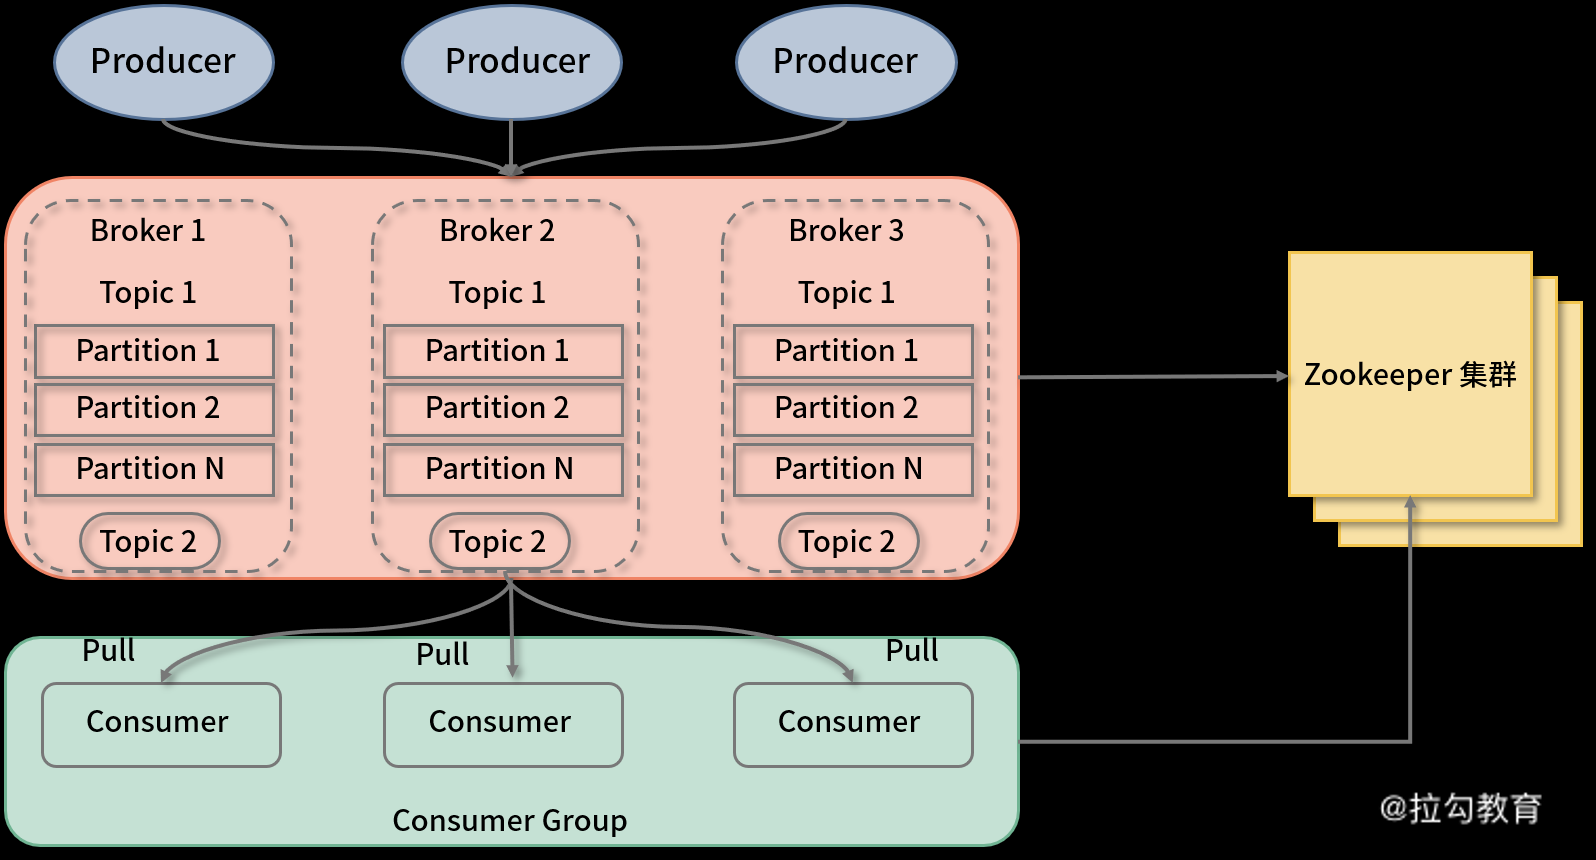 Producer
Producer
Producer
Broker 1
Topic 1
Partition 1
Partition 2
Partition N
Topic 2
Broker 2
Topic 1
Partition 1
Partition 2
Partition N
Topic 2
Broker 3
Topic 1
Partition 1
Partition 2
Partition N
Topic 2
Zookeeper 集群
Pull
Pull
Pull
Consumer
Consumer
Consumer
Consumer Group
@拉勾教育